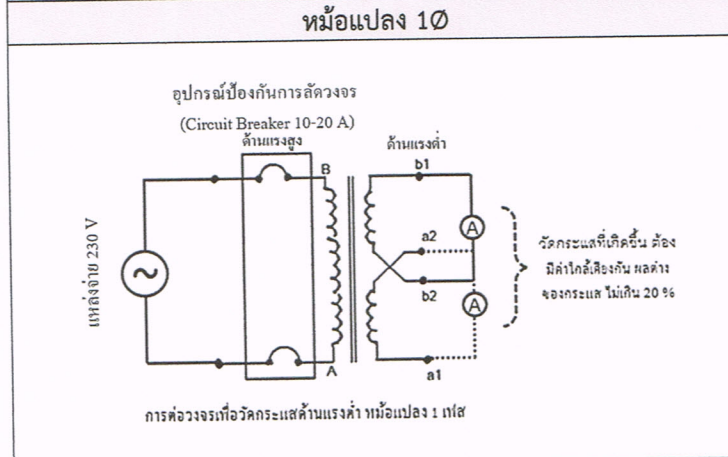 หม้อแปลง 1Ø
อุปกรณ์ป้องกันการลัดวงจร
(Circuit Breaker 10-20 A)
ด้านแรงสูง
ด้านแรงต่ำ
B
b1
A
a2
แหล่งจ่าย 230 V
~
b2
A
A
a1
วัดกระแสที่เกิดขึ้น ต้อง
มีค่าใกล้เคียงกัน ผลต่าง
ของกระแส ไม่เกิน 20 %
การต่อวงจรเพื่อวัดกระแสด้านแรงต่ำ หม้อแปลง 1 เฟส